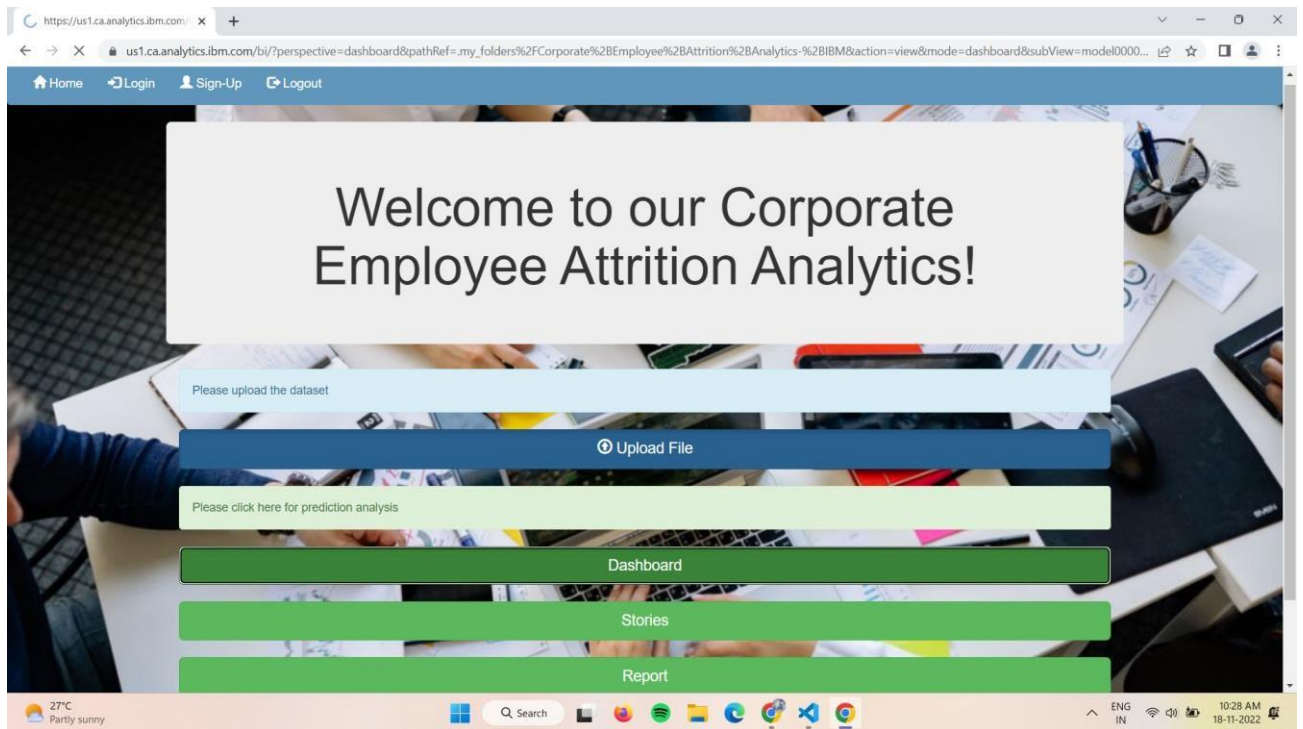 https://us1.ca.analytics.ibm.com/
us1.ca.analytics.ibm.com/bi/?perspective=dashboard&pathRef=.my_folders%2FCorporate%2BEmployee%2BAttrition%2BAnalytics-%2BIBM&action=view&mode=dashboard&subView=model0000...
Home Login Sign-Up Logout
Welcome to our Corporate
Employee Attrition Analytics!
Please upload the dataset
Upload File
Please click here for prediction analysis
Dashboard
Stories
Report
27°C
Partly sunny
Search
ENG
IN
10:28 AM
18-11-2022